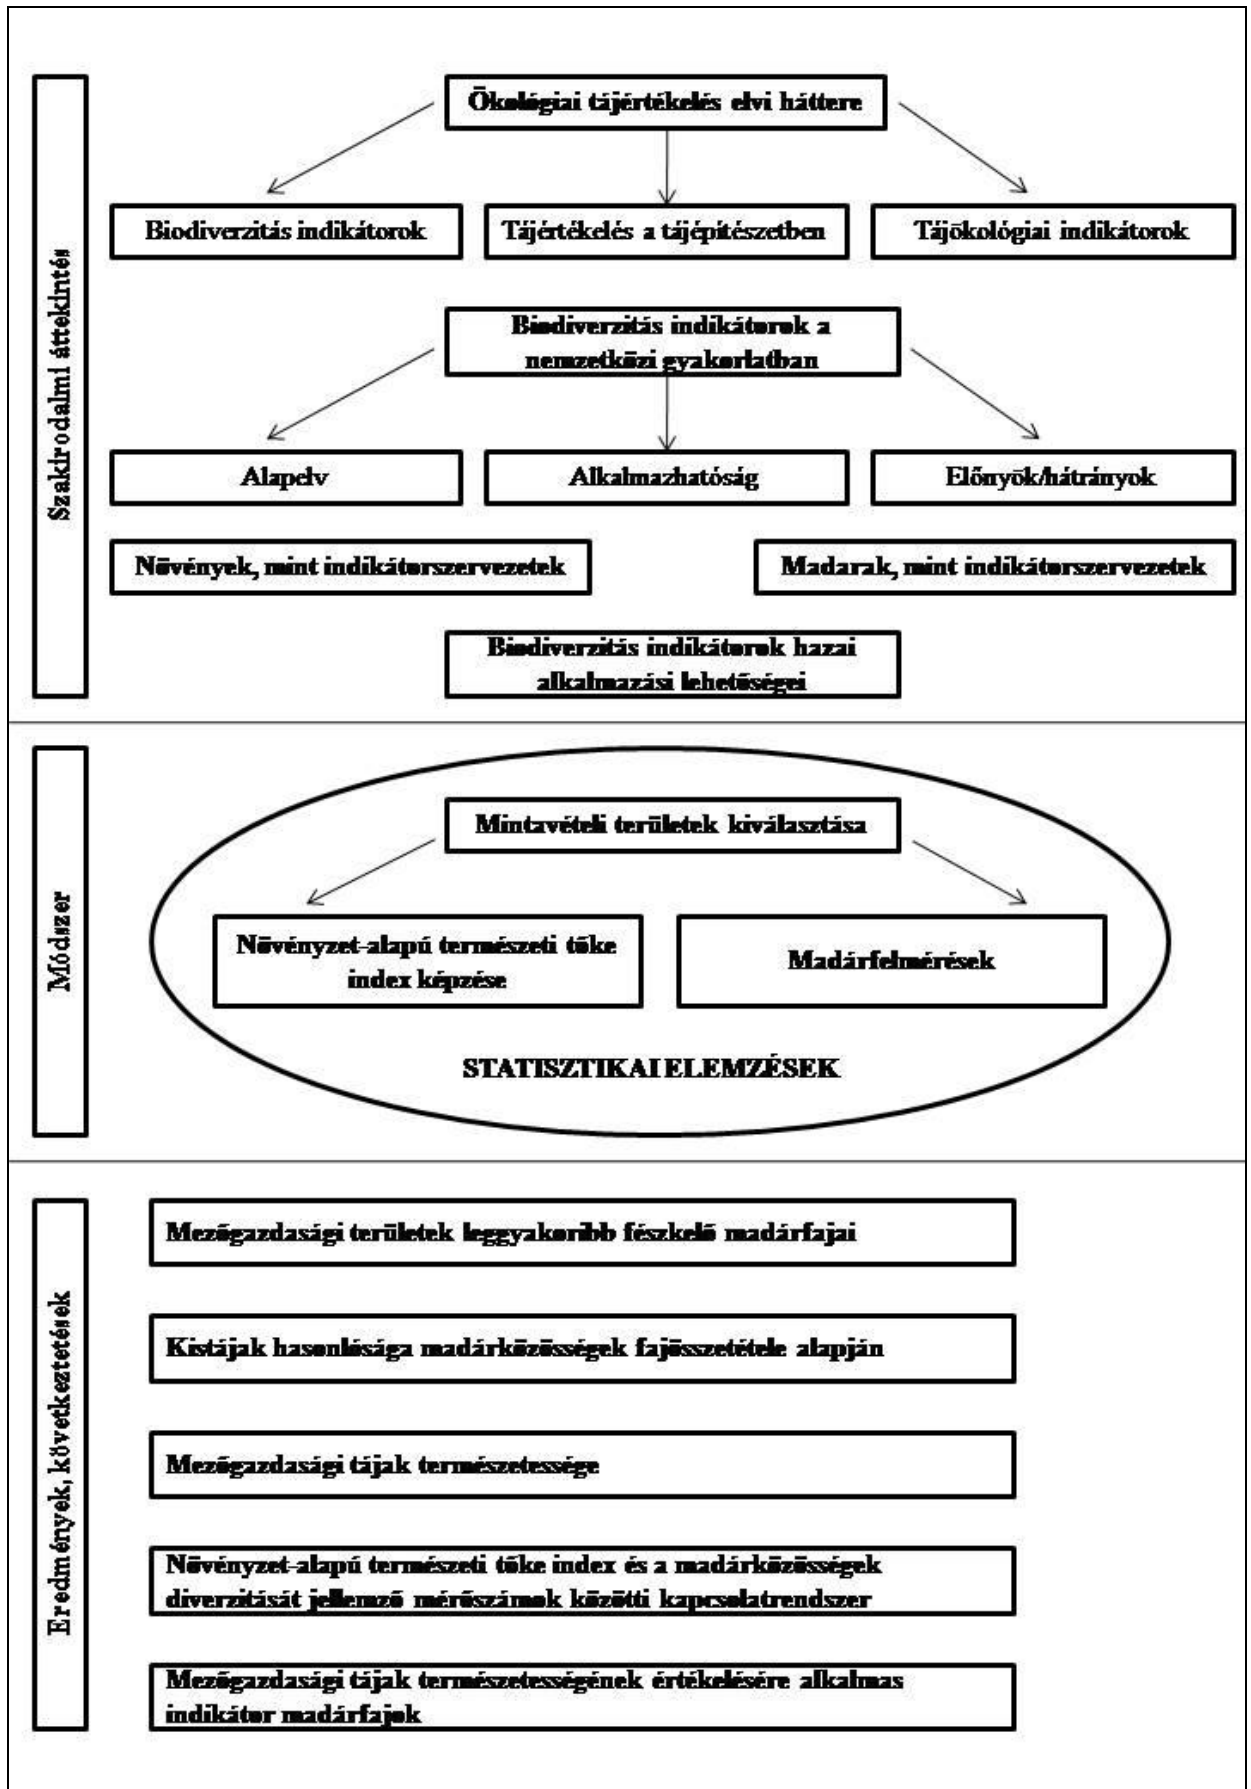 Szakirodalmi áttekintés
Ökológiai tájértékelés elvi háttere
Biodiverzitás indikátorok
Tájértékelés a tájépítészetben
Tájökológiai indikátorok
Biodiverzitás indikátorok a
nemzetközi gyakorlatban
Alapelv
Alkalmazhatóság
Előnyök/hátrányok
Növények, mint indikátorszervezetek
Madarak, mint indikátorszervezetek
Biodiverzitás indikátorok hazai
alkalmazási lehetőségei
Módszer
Mintavételi területek kiválasztása
Növényzet-alapú természeti tőke
index képzése
Madárfelmérések
STATISZTIKAI ELEMZÉSEK
Eredmények, következtetések
Mezőgazdasági területek leggyakoribb fészkelő madárfajai
Kistájak hasonlósága madárközösségek fajösszetétele alapján
Mezőgazdasági tájak természetessége
Növényzet-alapú természeti tőke index és a madárközösségek
diverzitását jellemző mérőszámok közötti kapcsolatrendszer
Mezőgazdasági tájak természetességének értékelésére alkalmas
indikátor madárfajok